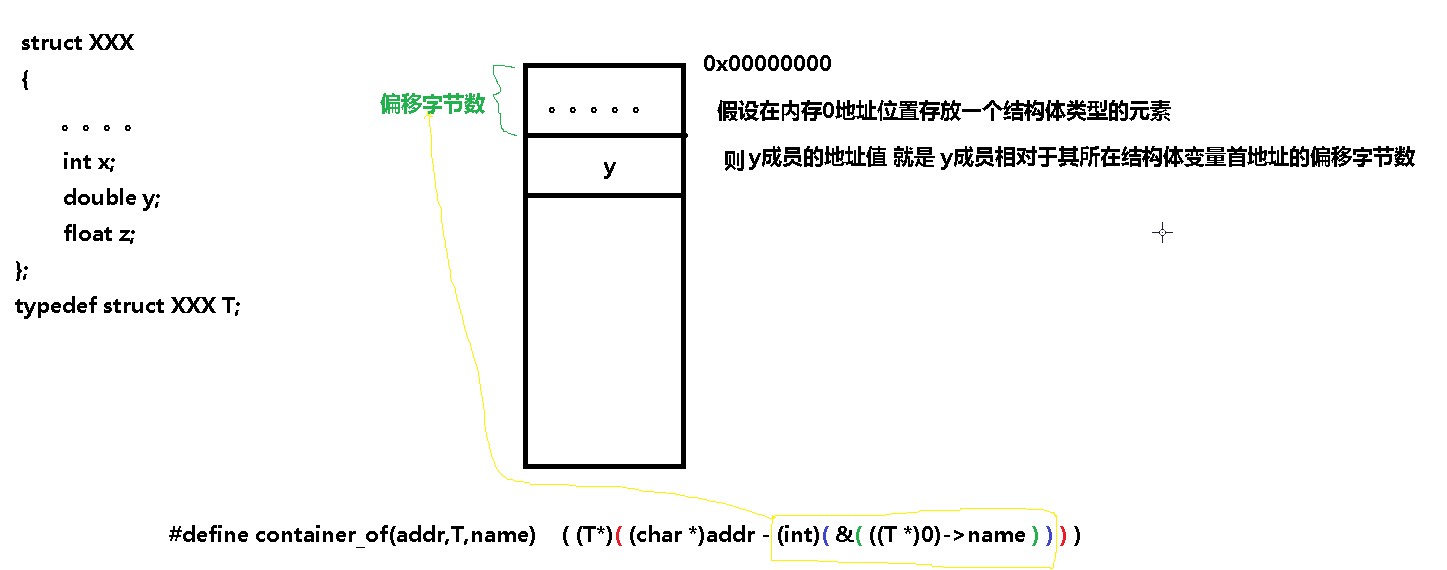 struct XXX
{
。。。。
int x;
double y;
float z;
};
typedef struct XXX T;
偏移字节数
。。。。。
y
0x00000000
假设在内存0地址位置存放一个结构体类型的元素
则 y成员的地址值 就是 y成员相对于其所在结构体变量首地址的偏移字节数
#define container_of(addr,T,name) ( (T*)( (char *)addr - (int)( &( ((T *)0)->name ) ) ) )